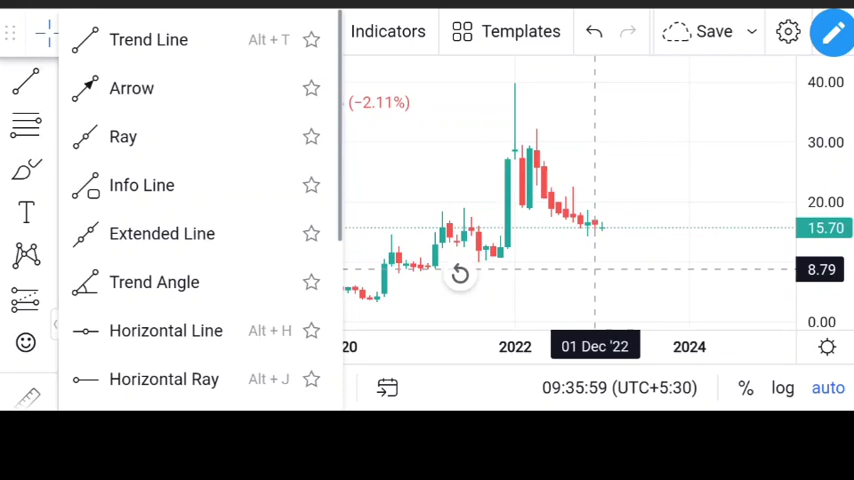 Indicators
Templates
Save
Trend Line Alt + T
Arrow
Ray
Info Line
Extended Line
Trend Angle
Horizontal Line Alt + H
Horizontal Ray Alt + J
(−2.11%)
40.00
30.00
20.00
15.70
8.79
0.00
20 2022 01 Dec '22 2024
09:35:59 (UTC+5:30) % log auto
T